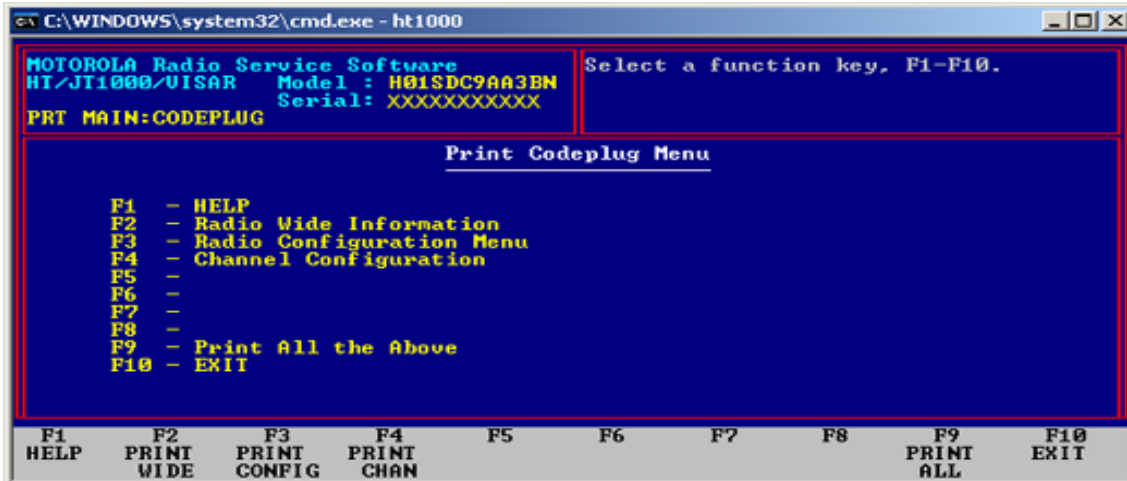 C:\WINDOWS\system32\cmd.exe - ht1000
MOTOROLA Radio Service Software
HT/JT1000/VISAR Model : H01SDC9AA3BN
Serial: XXXXXXXXXXX
PRT MAIN:CODEPLUG
Select a function key, F1-F10.
Print Codeplug Menu
F1 - HELP
F2 - Radio Wide Information
F3 - Radio Configuration Menu
F4 - Channel Configuration
F5 -
F6 -
F7 -
F8 -
F9 - Print All the Above
F10 - EXIT
F1 F2 F3 F4 F5 F6 F7 F8 F9 F10
HELP PRINT PRINT PRINT PRINT EXIT
WIDE CONFIG CHAN ALL